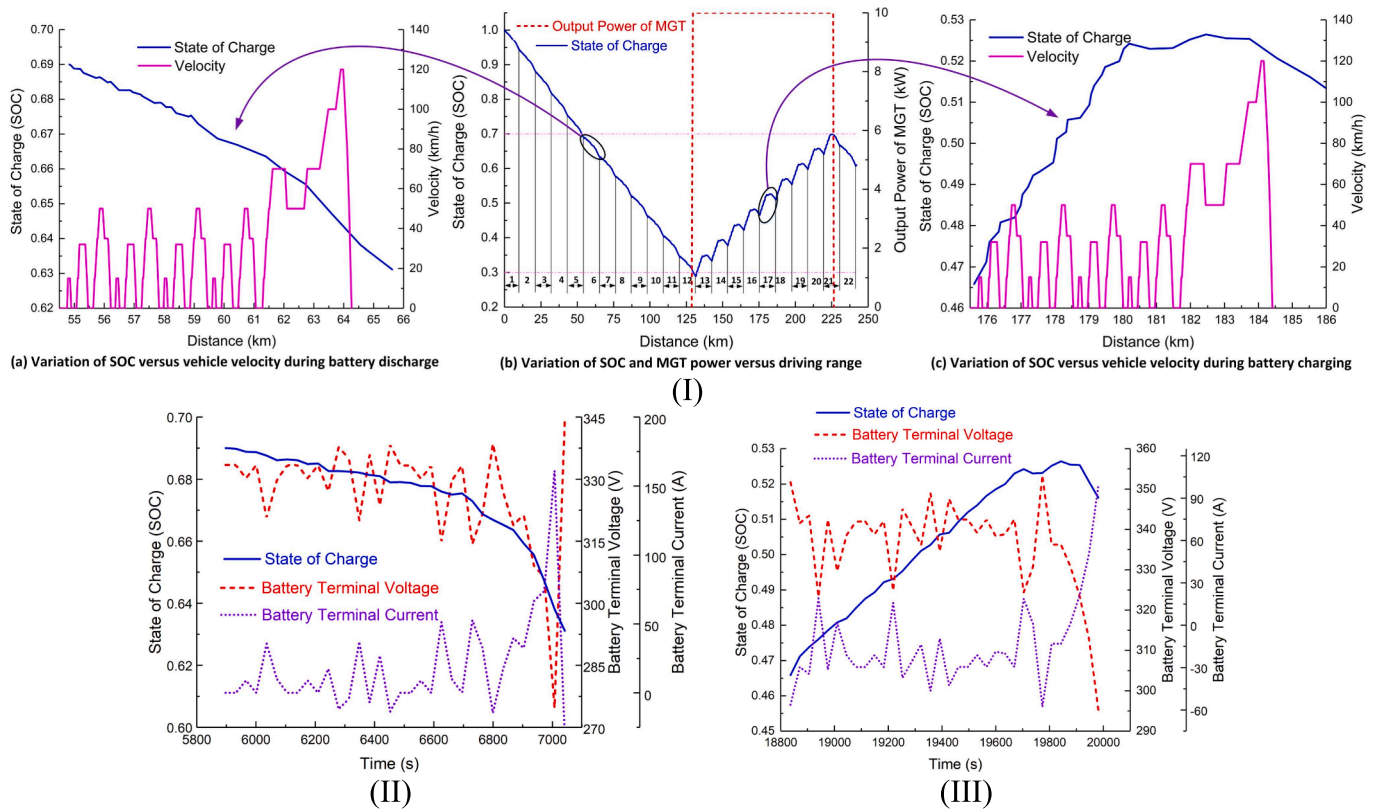 0.70
0.69
0.68
0.67
0.66
0.65
0.64
0.63
0.62
State of Charge (SOC)
State of Charge
Velocity
140
120
100
80
60
40
20
0
Velocity (km/h)
55 56 57 58 59 60 61 62 63 64 65 66
Distance (km)
(a) Variation of SOC versus vehicle velocity during battery discharge
Output Power of MGT
State of Charge
1.0
0.9
0.8
0.7
0.6
0.5
0.4
0.3
0.2
State of Charge (SOC)
10
8
6
4
2
0
Output Power of MGT (kW)
1 2 3 4 5 6 7 8 9 10 11 12 13 14 15 16 17 18 19 20 21 22
0 25 50 75 100 125 150 175 200 225 250
Distance (km)
(b) Variation of SOC and MGT power versus driving range
0.53
0.52
0.51
0.50
0.49
0.48
0.47
0.46
State of Charge (SOC)
State of Charge
Velocity
140
120
100
80
60
40
20
0
Velocity (km/h)
176 177 178 179 180 181 182 183 184 185 186
Distance (km)
(c) Variation of SOC versus vehicle velocity during battery charging
(I)
0.70
0.68
0.66
0.64
0.62
0.60
State of Charge (SOC)
State of Charge
Battery Terminal Voltage
Battery Terminal Current
345
330
315
300
285
270
Battery Terminal Voltage (V)
200
150
100
50
0
Battery Terminal Current (A)
5800 6000 6200 6400 6600 6800 7000
Time (s)
(II)
State of Charge
Battery Terminal Voltage
Battery Terminal Current
0.53
0.52
0.51
0.50
0.49
0.48
0.47
0.46
0.45
State of Charge (SOC)
360
350
340
330
320
310
300
290
Battery Terminal Voltage (V)
120
90
60
30
0
-30
-60
Battery Terminal Current (A)
18800 19000 19200 19400 19600 19800 20000
Time (s)
(III)